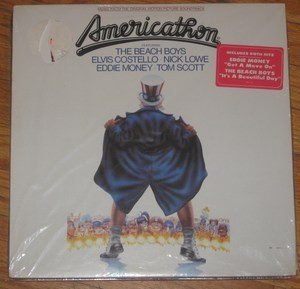 MUSIC FROM THE ORIGINAL MOTION PICTURE SOUNDTRACK
Americathon
THE BEACH BOYS
ELVIS COSTELLO · NICK LOWE
EDDIE MONEY · TOM SCOTT
INCLUDES BOTH HITS
EDDIE MONEY
"Get A Move On"
THE BEACH BOYS
"It's A Beautiful Day"